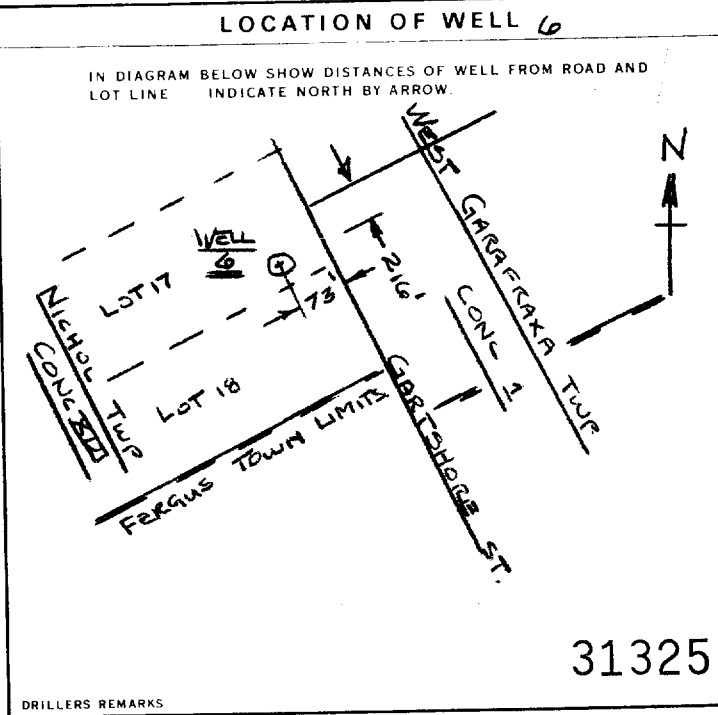 LOCATION OF WELL 6
IN DIAGRAM BELOW SHOW DISTANCES OF WELL FROM ROAD AND
LOT LINE INDICATE NORTH BY ARROW.
N
WEST GARAFRAXA TWP
CONC 1
WELL
6
LOT 17
216'
73'
NICHOL TWP
CONC
LOT 18
GARTSHORE ST.
FERGUS TOWN LIMITS
31325
DRILLERS REMARKS